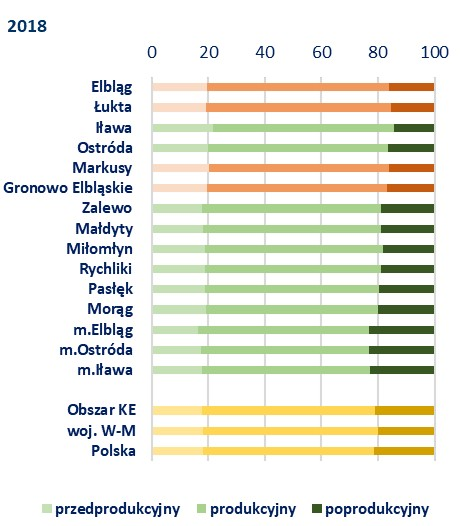 2018
0 20 40 60 80 100
Elbląg
Łukta
Iława
Ostróda
Markusy
Gronowo Elbląskie
Zalewo
Małdyty
Miłomłyn
Rychliki
Pasłęk
Morąg
m.Elbląg
m.Ostróda
m.Iława
Obszar KE
woj. W-M
Polska
przedprodukcyjny produkcyjny poprodukcyjny